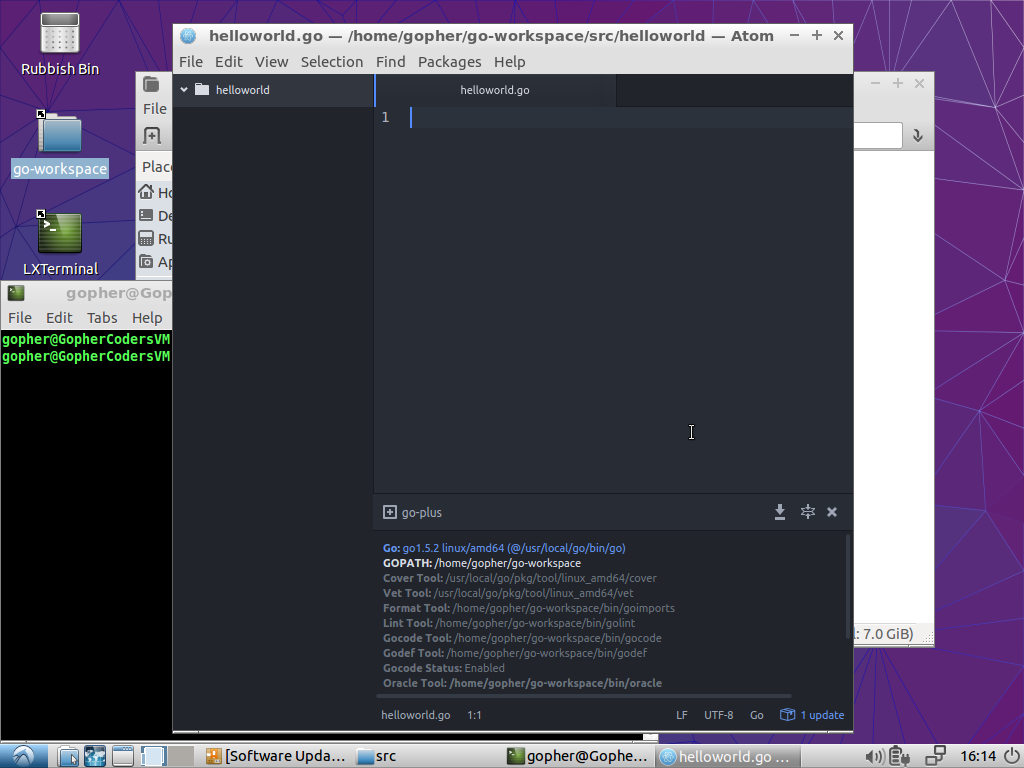 Rubbish Bin
go-workspace
LXTerminal
helloworld.go — /home/gopher/go-workspace/src/helloworld — Atom
File Edit View Selection Find Packages Help
helloworld
helloworld.go
1
File
Places
gopher@Gop
File Edit Tabs Help
gopher@GopherCodersVM
gopher@GopherCodersVM
go-plus
Go: go1.5.2 linux/amd64 (@/usr/local/go/bin/go)
GOPATH: /home/gopher/go-workspace
Cover Tool: /usr/local/go/pkg/tool/linux_amd64/cover
Vet Tool: /usr/local/go/pkg/tool/linux_amd64/vet
Format Tool: /home/gopher/go-workspace/bin/goimports
Lint Tool: /home/gopher/go-workspace/bin/golint
Gocode Tool: /home/gopher/go-workspace/bin/gocode
Godef Tool: /home/gopher/go-workspace/bin/godef
Gocode Status: Enabled
Oracle Tool: /home/gopher/go-workspace/bin/oracle
helloworld.go 1:1 LF UTF-8 Go 1 update
: 7.0 GiB)
[Software Upda... src gopher@Gophe... helloworld.go ... 16:14